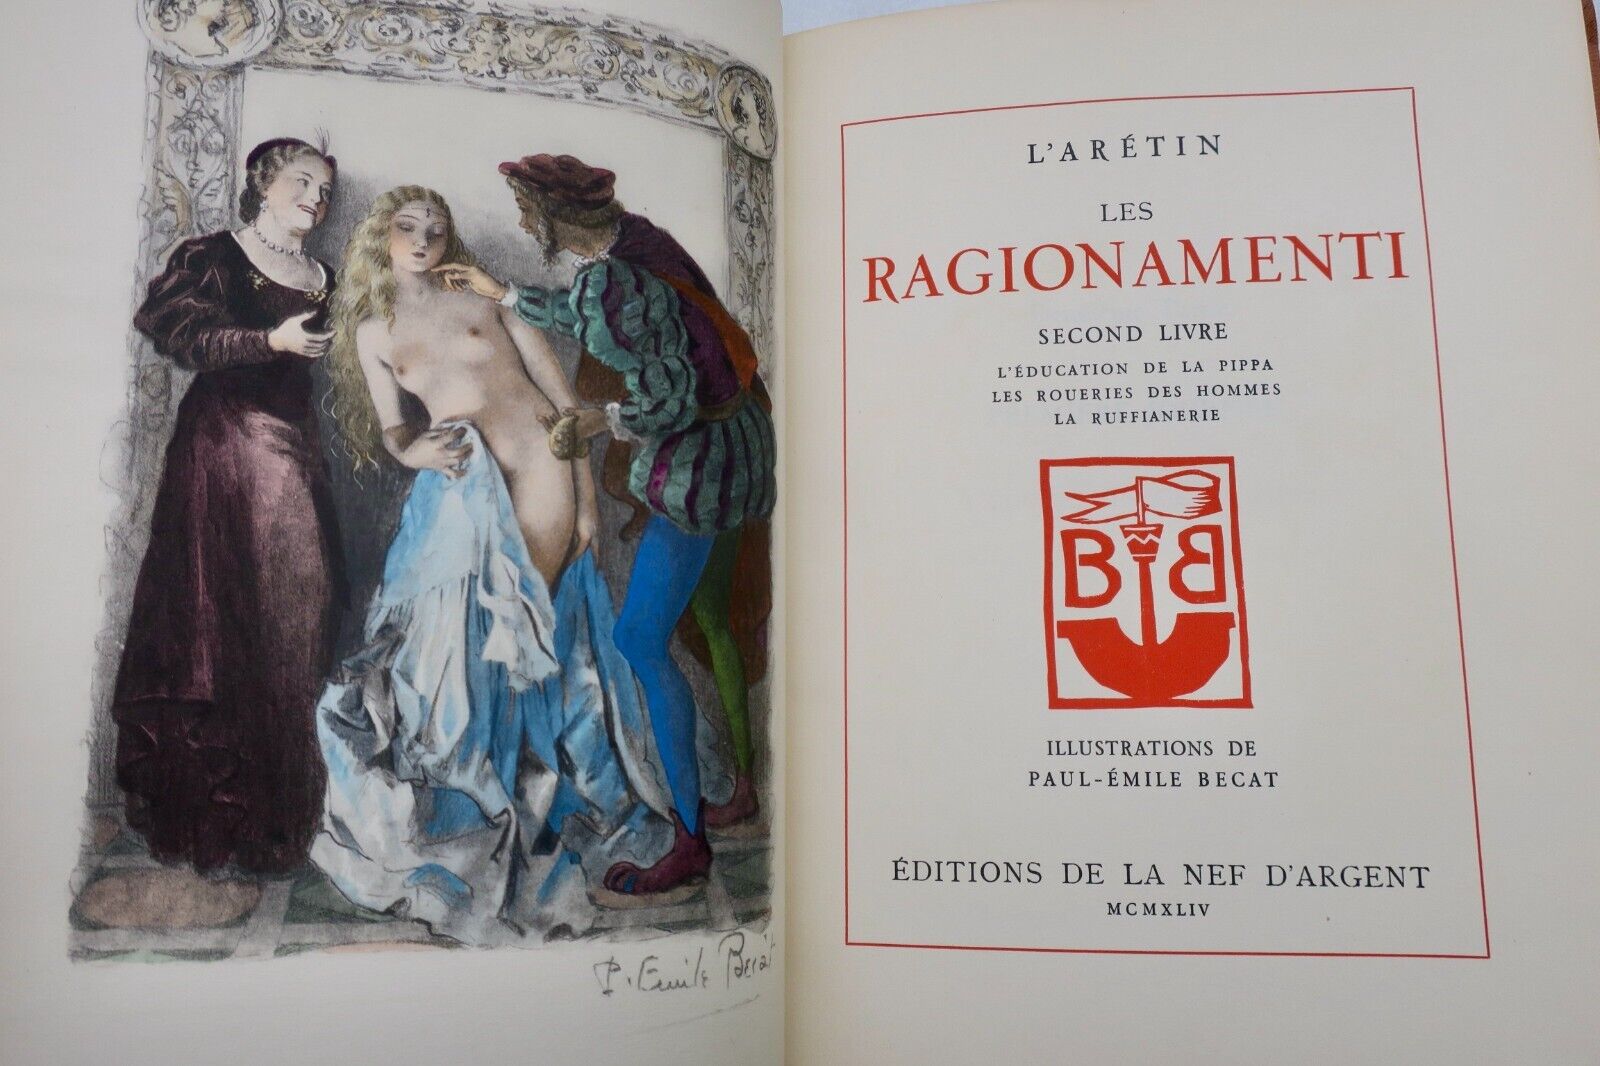 P. Emile Becat
L'ARÉTIN
LES
RAGIONAMENTI
SECOND LIVRE
L'ÉDUCATION DE LA PIPPA
LES ROUERIES DES HOMMES
LA RUFFIANERIE
B B
ILLUSTRATIONS DE
PAUL-ÉMILE BECAT
ÉDITIONS DE LA NEF D'ARGENT
MCMXLIV